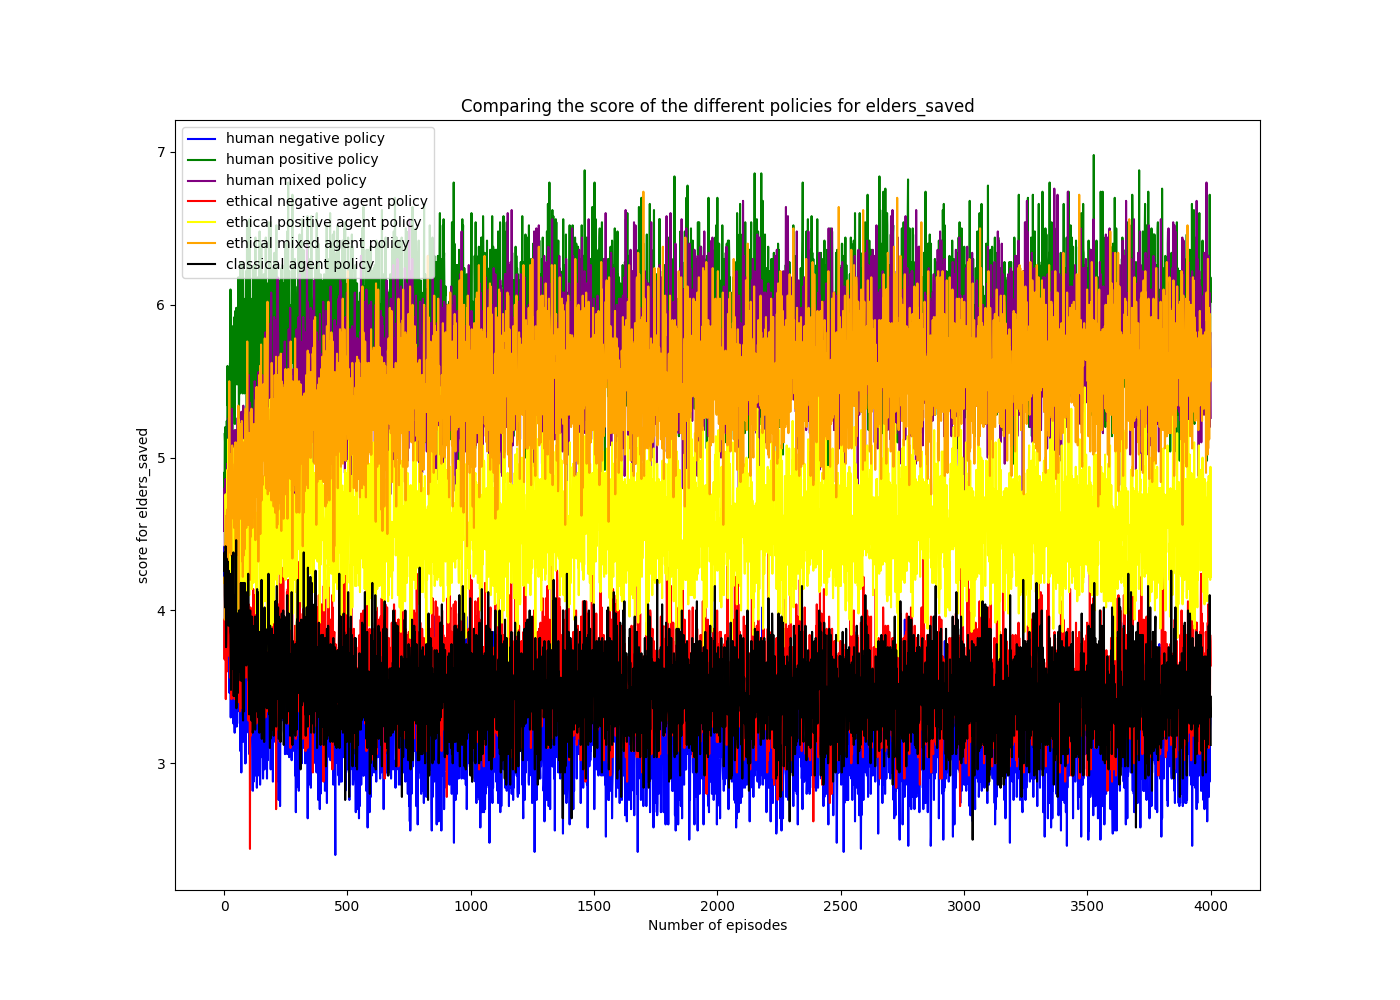 Comparing the score of the different policies for elders_saved
human negative policy
human positive policy
human mixed policy
ethical negative agent policy
ethical positive agent policy
ethical mixed agent policy
classical agent policy
7
6
5
4
3
score for elders_saved
0
500
1000
1500
2000
2500
3000
3500
4000
Number of episodes